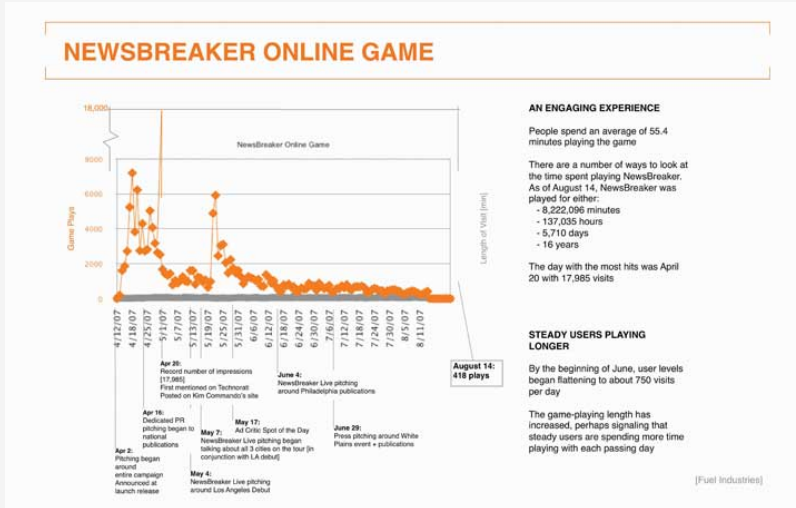 NEWSBREAKER ONLINE GAME
18,000
NewsBreaker Online Game
8000
6000
4000
2000
0
Game Plays
Length of Visit [min]
4/12/07
4/18/07
4/25/07
5/1/07
5/7/07
5/13/07
5/19/07
5/25/07
5/31/07
6/6/07
6/12/07
6/18/07
6/24/07
6/30/07
7/6/07
7/12/07
7/18/07
7/24/07
7/30/07
8/5/07
8/11/07
Apr 20:
Record number of impressions
[17,985]
First mentioned on Technorati
Posted on Kim Commando's site
June 4:
NewsBreaker Live pitching
around Philadelphia publications
August 14:
418 plays
Apr 16:
Dedicated PR
pitching began to
national
publications
May 17:
Ad Critic Spot of the Day
May 7:
NewsBreaker Live pitching began
talking about all 3 cities on the tour [in
conjunction with LA debut]
June 29:
Press pitching around White
Plains event + publications
Apr 2:
Pitching began
around
entire campaign
Announced at
launch release
May 4:
NewsBreaker Live pitching
around Los Angeles Debut
AN ENGAGING EXPERIENCE
People spend an average of 55.4
minutes playing the game
There are a number of ways to look at
the time spent playing NewsBreaker.
As of August 14, NewsBreaker was
played for either:
- 8,222,096 minutes
- 137,035 hours
- 5,710 days
- 16 years
The day with the most hits was April
20 with 17,985 visits
STEADY USERS PLAYING
LONGER
By the beginning of June, user levels
began flattening to about 750 visits
per day
The game-playing length has
increased, perhaps signaling that
steady users are spending more time
playing with each passing day
[Fuel Industries]